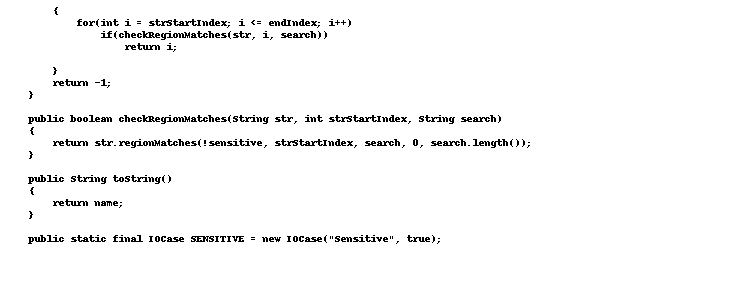 {
for(int i = strStartIndex; i <= endIndex; i++)
if(checkRegionMatches(str, i, search))
return i;
}
return -1;
}
public boolean checkRegionMatches(String str, int strStartIndex, String search)
{
return str.regionMatches(!sensitive, strStartIndex, search, 0, search.length());
}
public String toString()
{
return name;
}
public static final IOCase SENSITIVE = new IOCase("Sensitive", true);